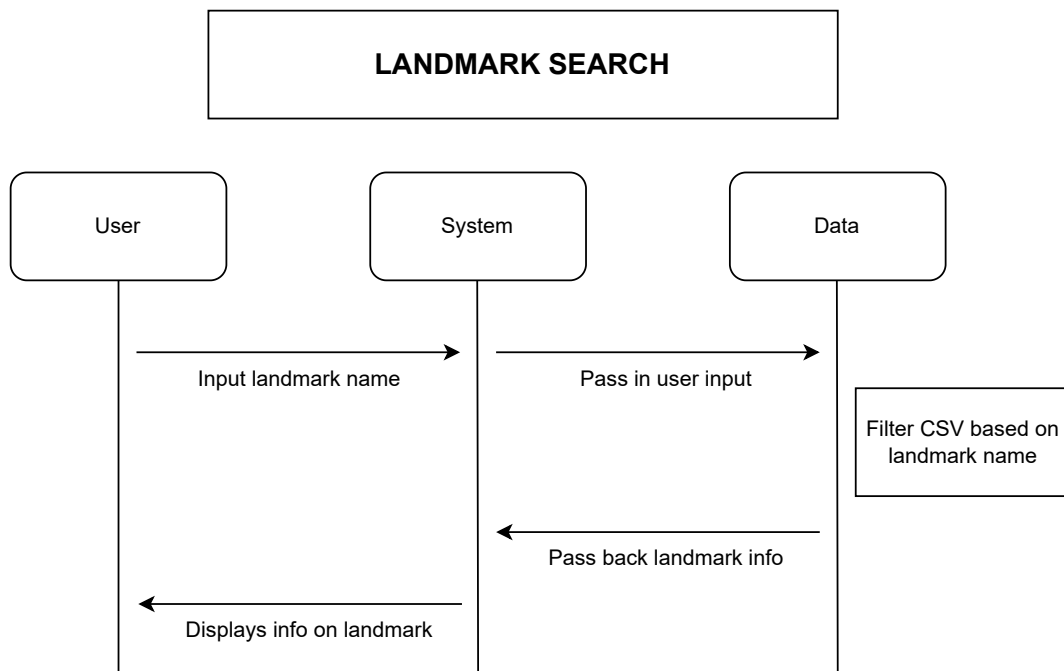 LANDMARK SEARCH
User
System
Data
Input landmark name
Pass in user input
Filter CSV based on
landmark name
Pass back landmark info
Displays info on landmark